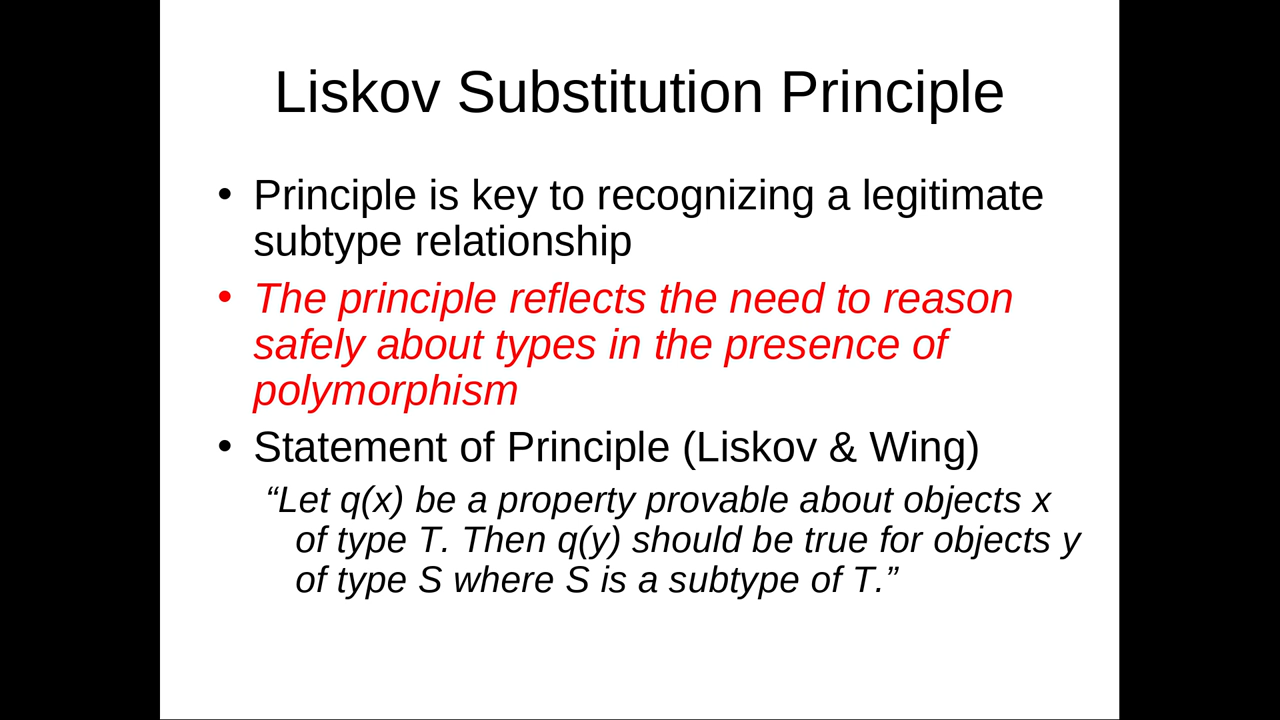 Liskov Substitution Principle
• Principle is key to recognizing a legitimate
subtype relationship
• The principle reflects the need to reason
safely about types in the presence of
polymorphism
• Statement of Principle (Liskov & Wing)
“Let q(x) be a property provable about objects x
of type T. Then q(y) should be true for objects y
of type S where S is a subtype of T.”